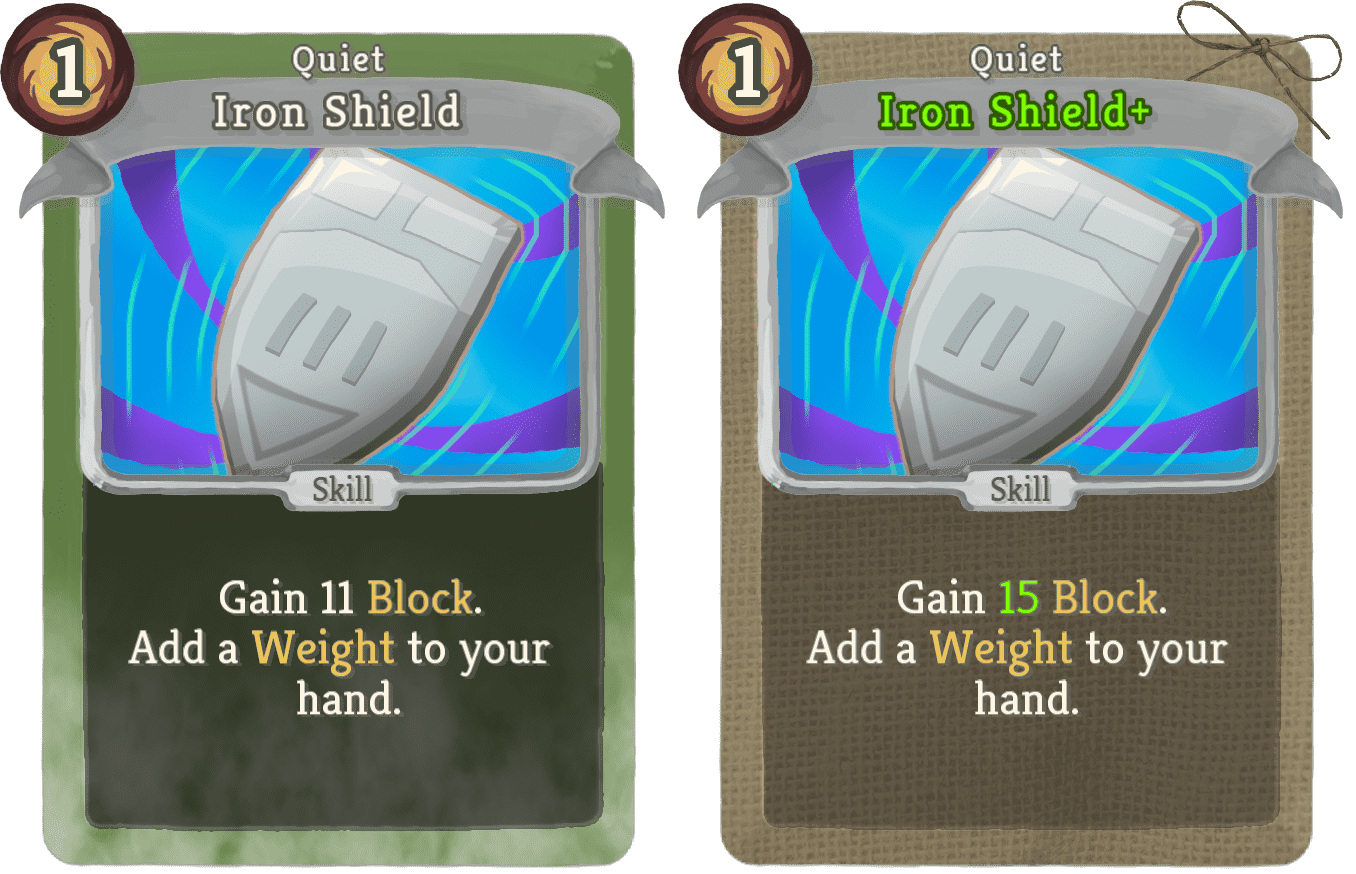 1
Quiet
Iron Shield
Skill
Gain 11 Block.
Add a Weight to your
hand.
1
Quiet
Iron Shield+
Skill
Gain 15 Block.
Add a Weight to your
hand.